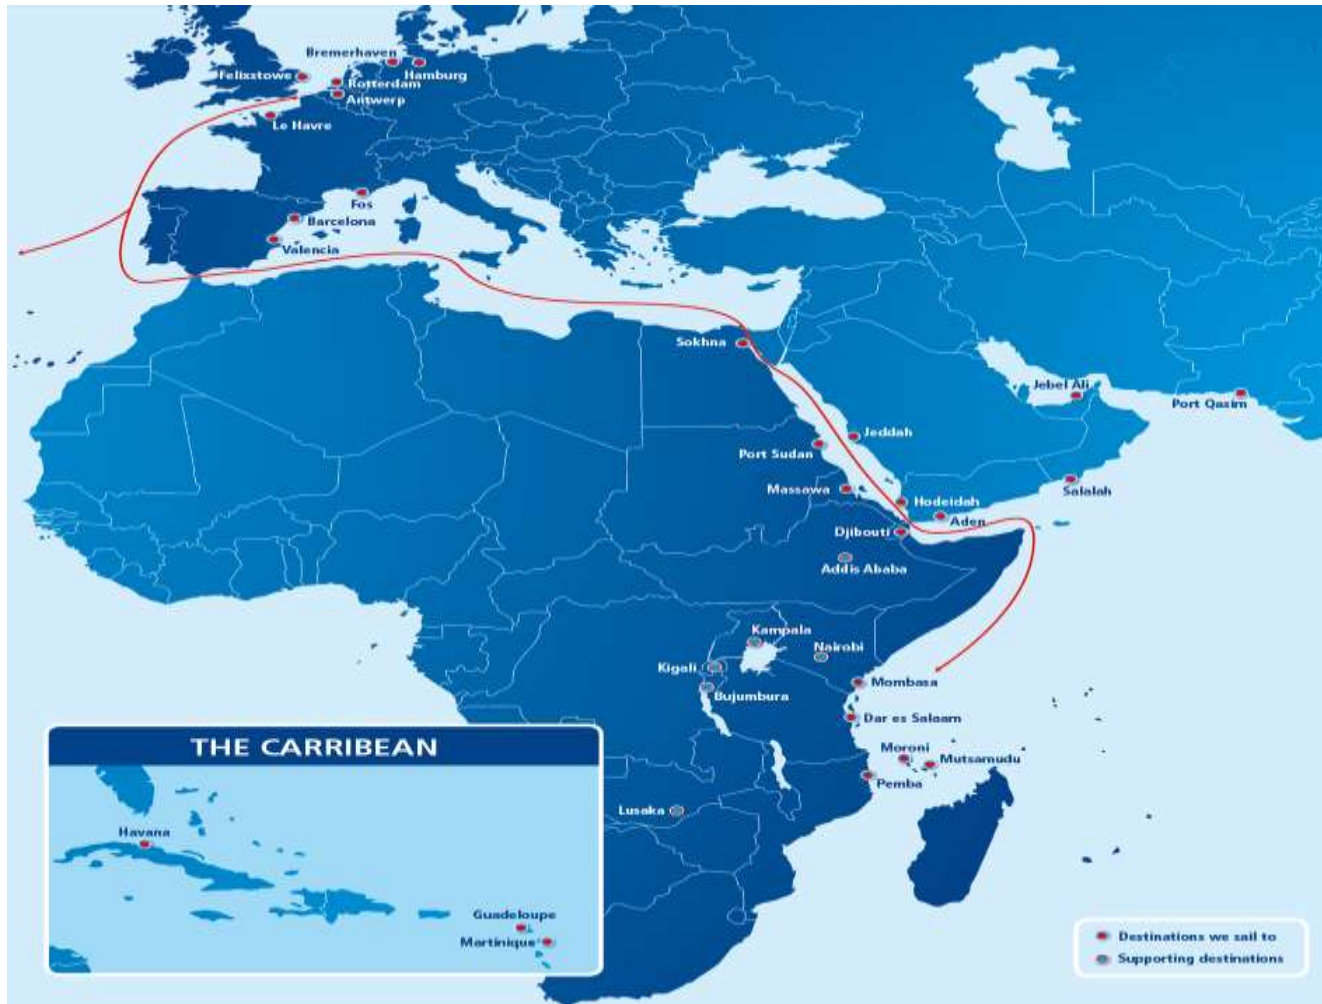 Bremerhaven
Felixstowe
Hamburg
Rotterdam
Antwerp
Le Havre
Fos
Barcelona
Valencia
Sokhna
Jebel Ali
Port Qasim
Jeddah
Port Sudan
Massawa
Salalah
Hodeidah
Aden
Djibouti
Addis Ababa
Kampala
Nairobi
Kigali
Bujumbura
Mombasa
Dar es Salaam
Moroni
Mutsamudu
Pemba
Lusaka
THE CARRIBEAN
Havana
Guadeloupe
Martinique
Destinations we sail to
Supporting destinations